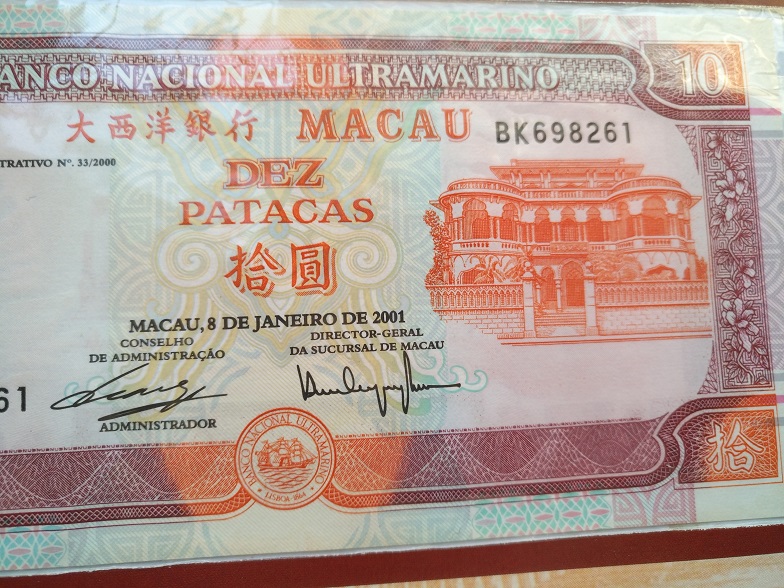 BANCO NACIONAL ULTRAMARINO
10
大西洋銀行 MACAU BK698261
TRATIVO Nº. 33/2000
DEZ
PATACAS
拾圓
MACAU, 8 DE JANEIRO DE 2001
CONSELHO
DE ADMINISTRAÇÃO
DIRECTOR-GERAL
DA SUCURSAL DE MACAU
61
ADMINISTRADOR
BANCO NACIONAL ULTRAMARINO
LISBOA 1864
拾